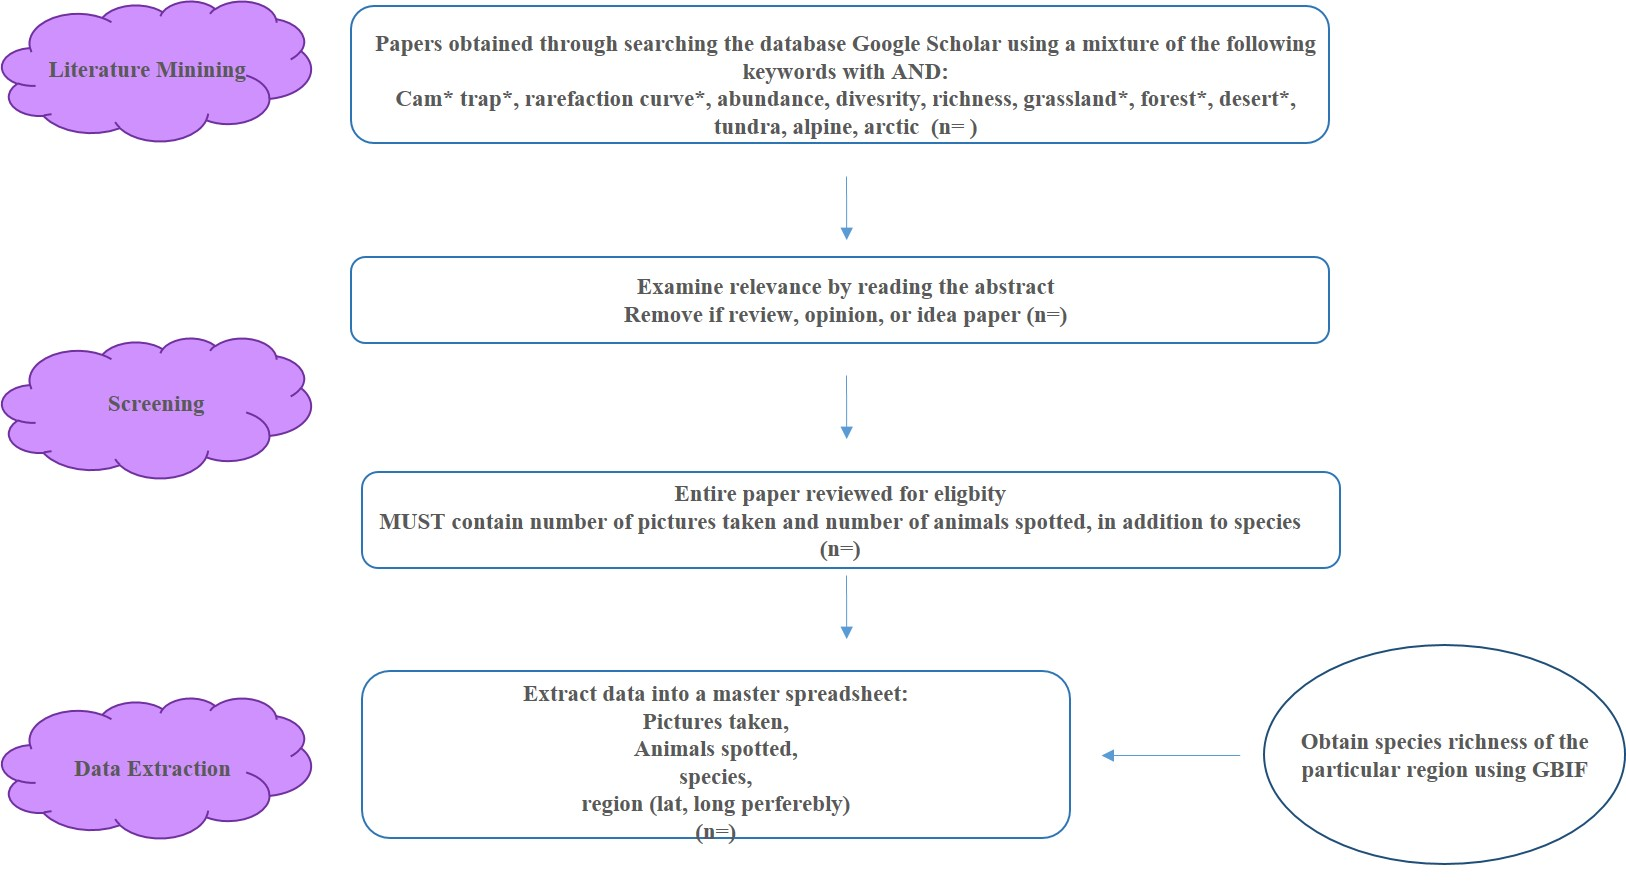 Literature Minining
Papers obtained through searching the database Google Scholar using a mixture of the following
keywords with AND:
Cam* trap*, rarefaction curve*, abundance, divesrity, richness, grassland*, forest*, desert*,
tundra, alpine, arctic (n= )
Examine relevance by reading the abstract
Remove if review, opinion, or idea paper (n=)
Screening
Entire paper reviewed for eligbity
MUST contain number of pictures taken and number of animals spotted, in addition to species
(n=)
Data Extraction
Extract data into a master spreadsheet:
Pictures taken,
Animals spotted,
species,
region (lat, long perferebly)
(n=)
Obtain species richness of the
particular region using GBIF